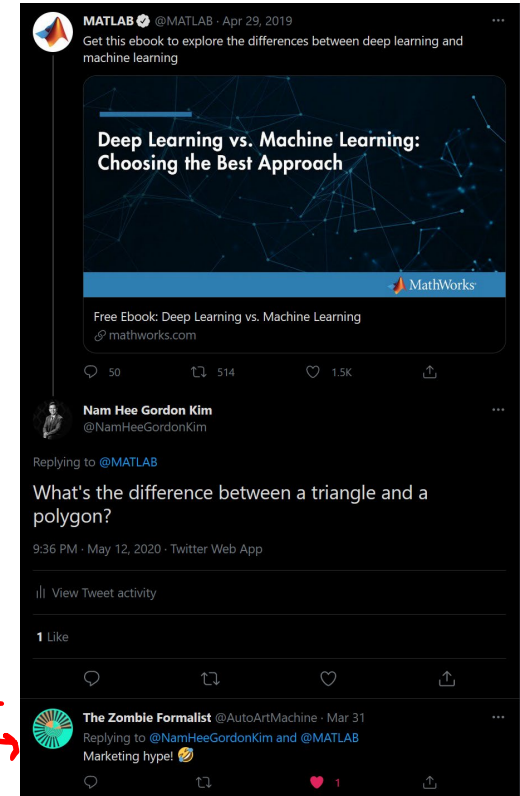 MATLAB @MATLAB · Apr 29, 2019
Get this ebook to explore the differences between deep learning and
machine learning
Deep Learning vs. Machine Learning:
Choosing the Best Approach
MathWorks
Free Ebook: Deep Learning vs. Machine Learning
mathworks.com
50 514 1.5K
Nam Hee Gordon Kim
@NamHeeGordonKim
Replying to @MATLAB
What's the difference between a triangle and a
polygon?
9:36 PM · May 12, 2020 · Twitter Web App
View Tweet activity
1 Like
The Zombie Formalist @AutoArtMachine · Mar 31
Replying to @NamHeeGordonKim and @MATLAB
Marketing hype! 🤣
1